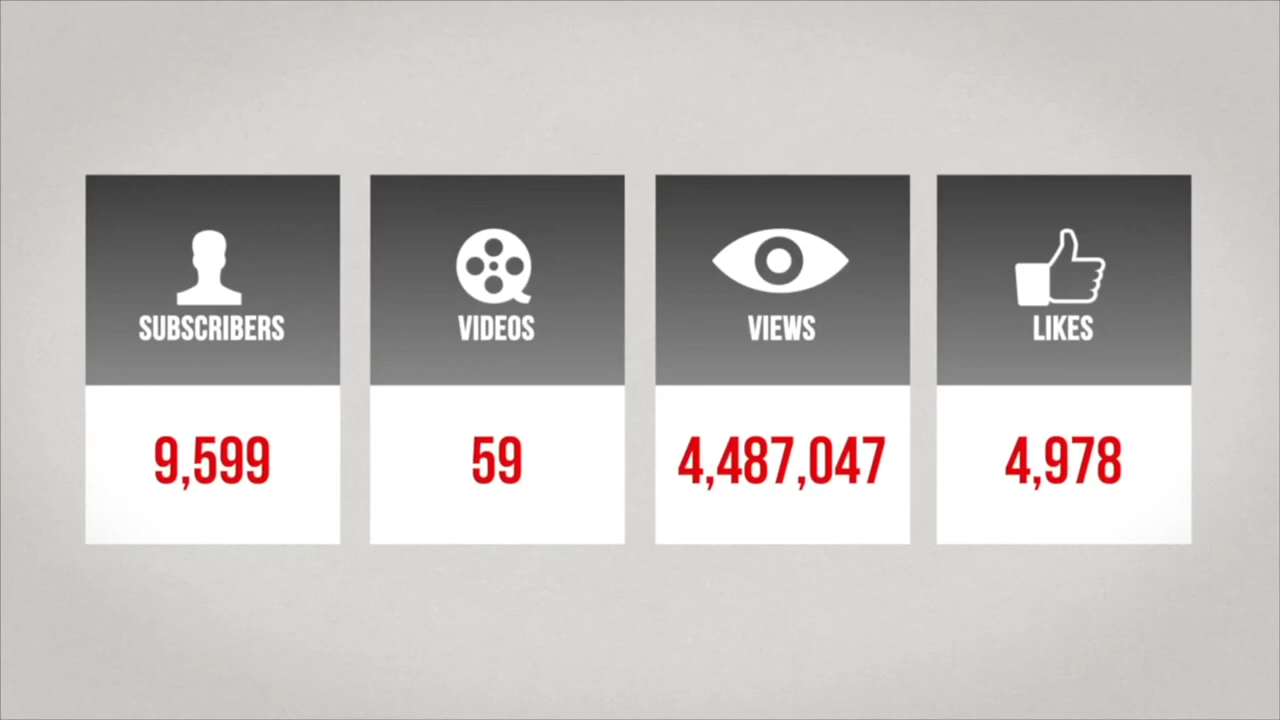 SUBSCRIBERS
9,599
VIDEOS
59
VIEWS
4,487,047
LIKES
4,978